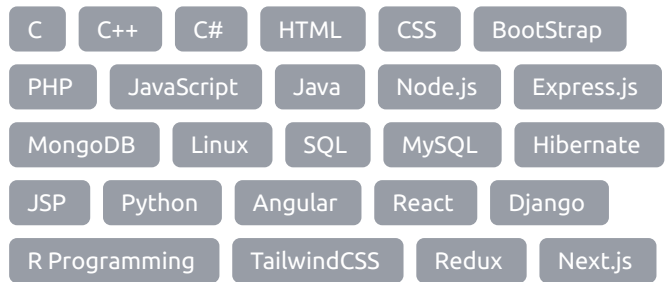 C C++ C# HTML CSS BootStrap
PHP JavaScript Java Node.js Express.js
MongoDB Linux SQL MySQL Hibernate
JSP Python Angular React Django
R Programming TailwindCSS Redux Next.js